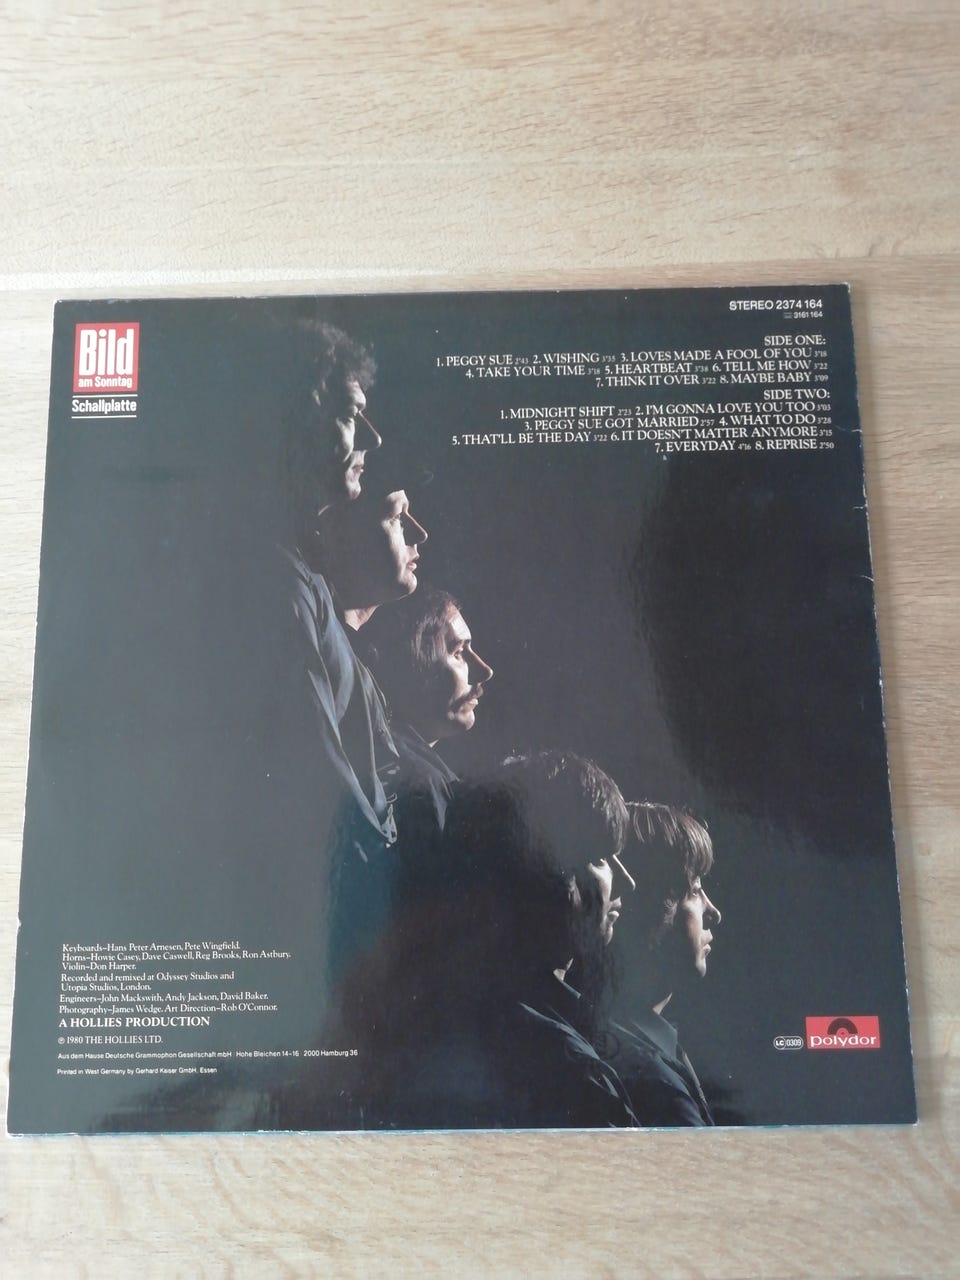 Bild
am Sonntag
Schallplatte
STEREO 2374 164
3161 164
SIDE ONE:
1. PEGGY SUE 2'43 2. WISHING 3'35 3. LOVES MADE A FOOL OF YOU 3'18
4. TAKE YOUR TIME 3'18 5. HEARTBEAT 3'38 6. TELL ME HOW 3'22
7. THINK IT OVER 3'22 8. MAYBE BABY 3'09
SIDE TWO:
1. MIDNIGHT SHIFT 2'23 2. I'M GONNA LOVE YOU TOO 3'03
3. PEGGY SUE GOT MARRIED 2'57 4. WHAT TO DO 3'28
5. THAT'LL BE THE DAY 3'22 6. IT DOESN'T MATTER ANYMORE 3'15
7. EVERYDAY 4'16 8. REPRISE 2'50
Keyboards–Hans Peter Arnesen, Pete Wingfield.
Horns–Howie Casey, Dave Caswell, Reg Brooks, Ron Astbury.
Violin–Don Harper.
Recorded and remixed at Odyssey Studios and
Utopia Studios, London.
Engineers–John Mackswith, Andy Jackson, David Baker.
Photography–James Wedge. Art Direction–Rob O'Connor.
A HOLLIES PRODUCTION
℗ 1980 THE HOLLIES LTD.
Aus dem Hause Deutsche Grammophon Gesellschaft mbH Hohe Bleichen 14–16 2000 Hamburg 36
Printed in West Germany by Gerhard Kaiser GmbH, Essen
LC 0309
polydor